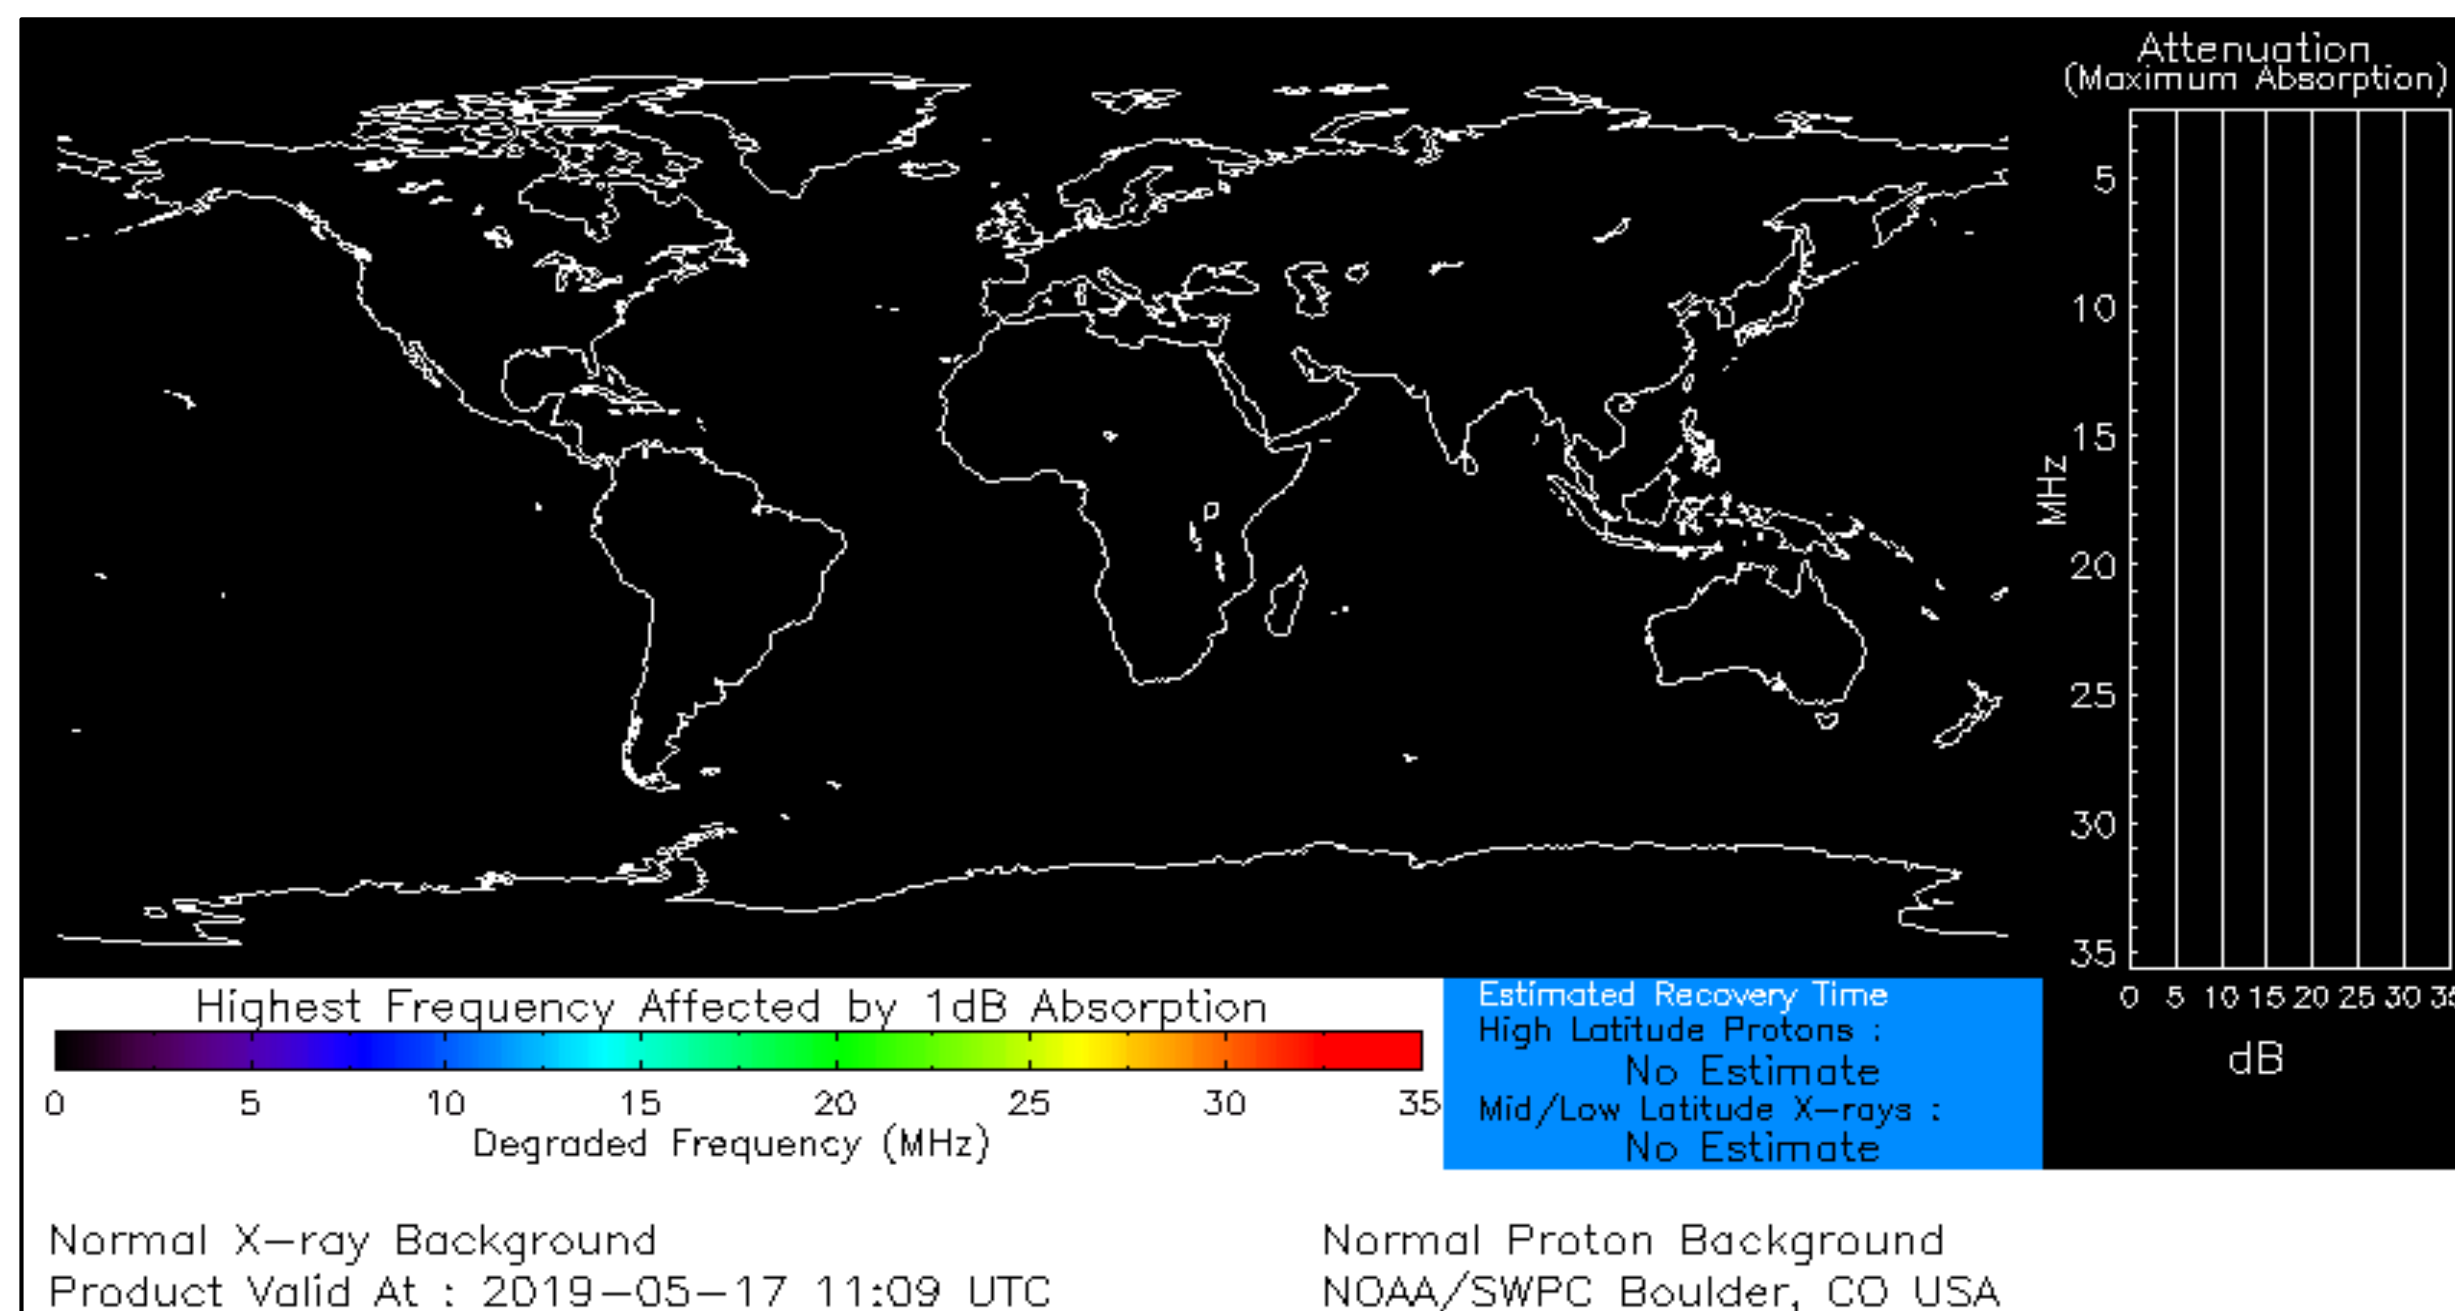 Attenuation
(Maximum Absorption)
5
10
15
20
25
30
35
MHz
0 5 10 15 20 25 30 35
dB
Highest Frequency Affected by 1dB Absorption
0 5 10 15 20 25 30 35
Degraded Frequency (MHz)
Estimated Recovery Time
High Latitude Protons :
No Estimate
Mid/Low Latitude X-rays :
No Estimate
Normal X-ray Background
Normal Proton Background
Product Valid At : 2019-05-17 11:09 UTC
NOAA/SWPC Boulder, CO USA